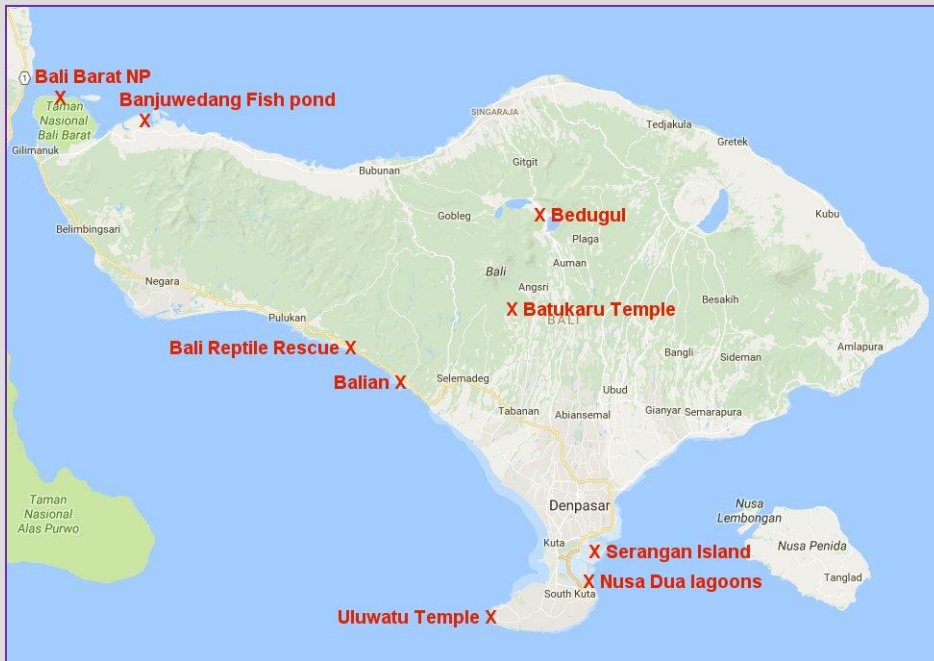 Bali Barat NP
1
Taman
Nasional
Bali Barat
Gilimanuk
Banjuwedang Fish pond
SINGARAJA
Tedjakula
Gretek
Gitgit
Bubunan
Gobleg
Bedugul
Kubu
Belimbingsari
Plaga
Auman
Bali
Angsri
Negara
Besakih
Batukaru Temple
BALI
Pulukan
Bali Reptile Rescue
Bangli
Sideman
Amlapura
Balian
Selemadeg
Ubud
Tabanan
Abiansemal
Gianyar
Semarapura
Taman
Nasional
Alas Purwo
Denpasar
Nusa
Lembongan
Kuta
Serangan Island
Nusa Penida
Nusa Dua lagoons
Tanglad
South Kuta
Uluwatu Temple